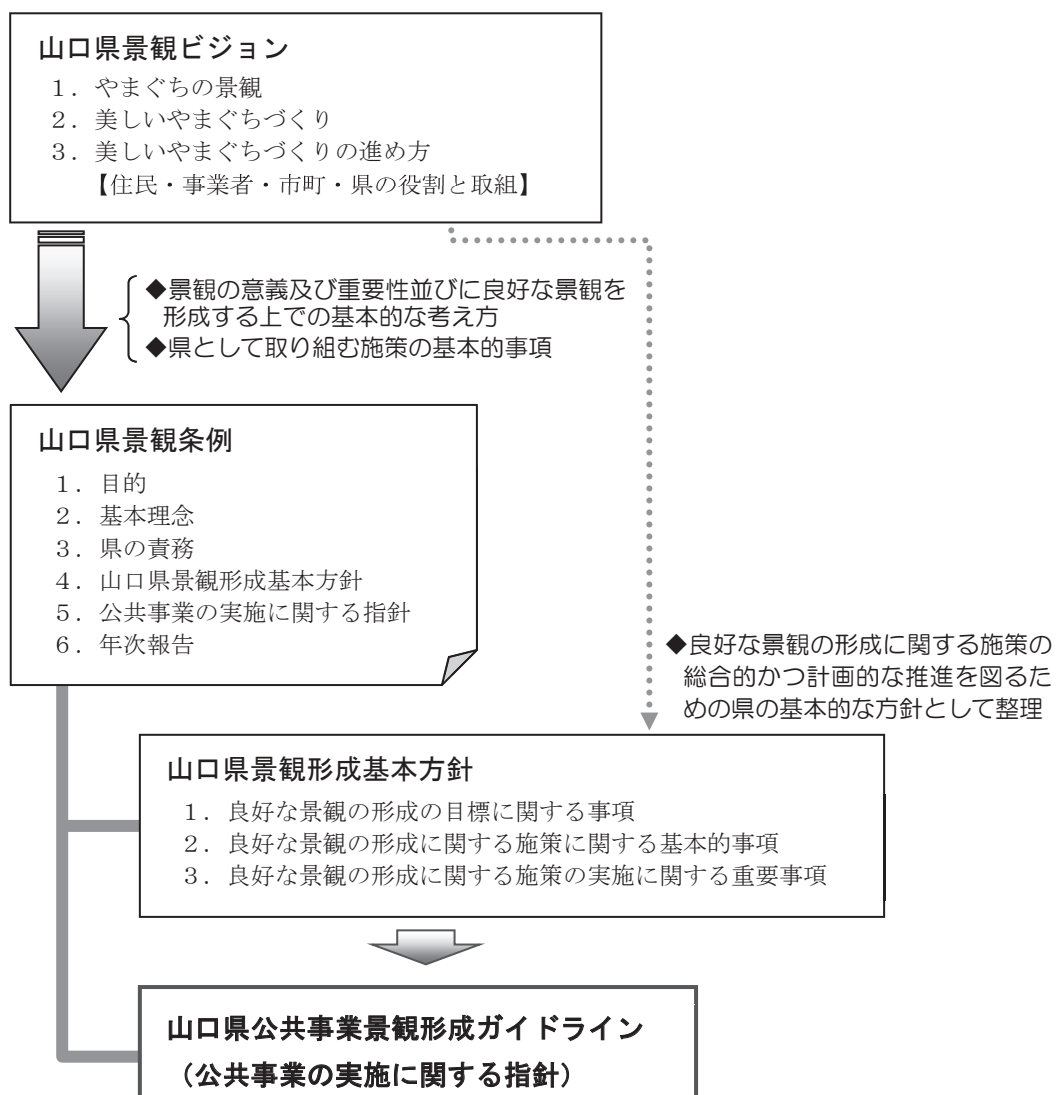 山口県景観ビジョン
１．やまぐちの景観
２．美しいやまぐちづくり
３．美しいやまぐちづくりの進め方
【住民・事業者・市町・県の役割と取組】
◆景観の意義及び重要性並びに良好な景観を
形成する上での基本的な考え方
◆県として取り組む施策の基本的事項
山口県景観条例
１．目的
２．基本理念
３．県の責務
４．山口県景観形成基本方針
５．公共事業の実施に関する指針
６．年次報告
◆良好な景観の形成に関する施策の
総合的かつ計画的な推進を図るた
めの県の基本的な方針として整理
山口県景観形成基本方針
１．良好な景観の形成の目標に関する事項
２．良好な景観の形成に関する施策に関する基本的事項
３．良好な景観の形成に関する施策の実施に関する重要事項
山口県公共事業景観形成ガイドライン
（公共事業の実施に関する指針）